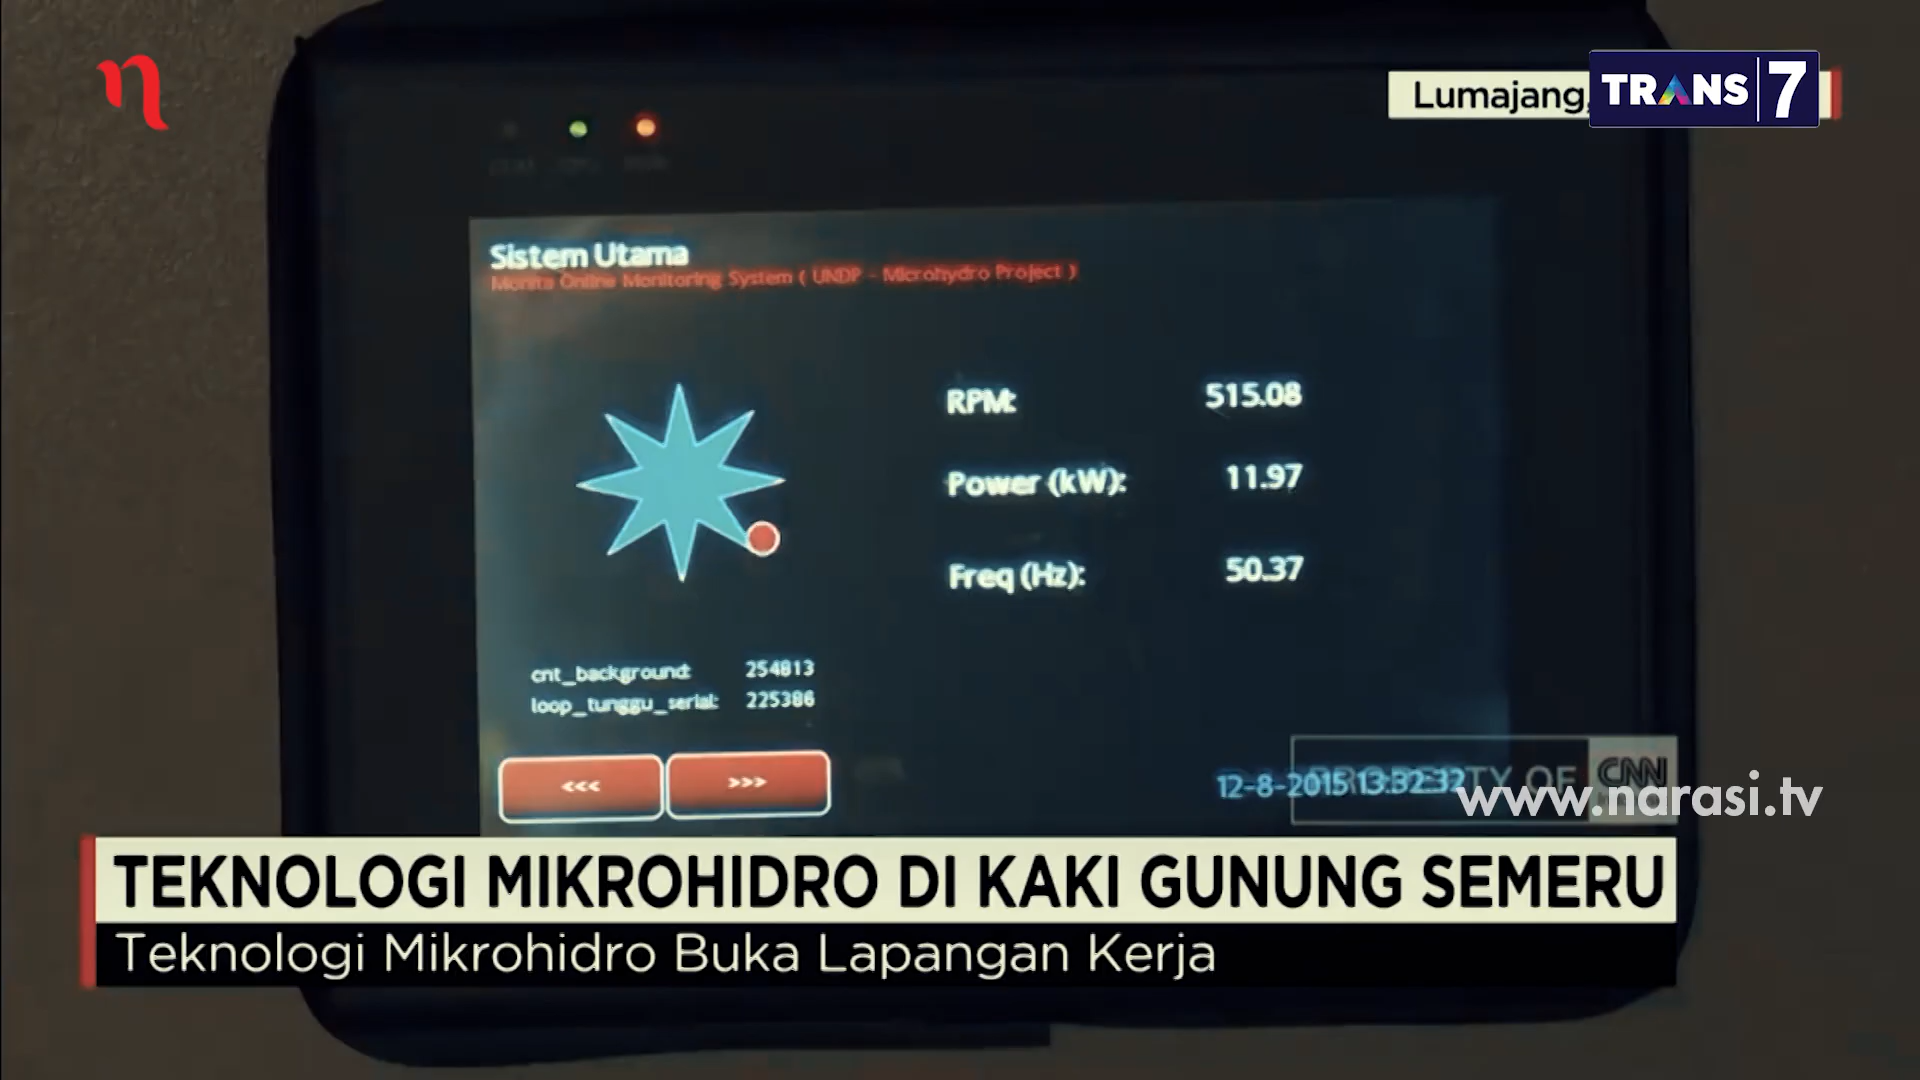 n
Lumajang,
TRANS 7
Sistem Utama
Monita Online Monitoring System ( UNDP - Microhydro Project )
RPM: 515.08
Power (kW): 11.97
Freq (Hz): 50.37
cnt_background: 254813
loop_tunggu_serial: 225386
<<< >>>
12-8-2015 13:32:32
PROPERTY OF CNN
www.narasi.tv
TEKNOLOGI MIKROHIDRO DI KAKI GUNUNG SEMERU
Teknologi Mikrohidro Buka Lapangan Kerja